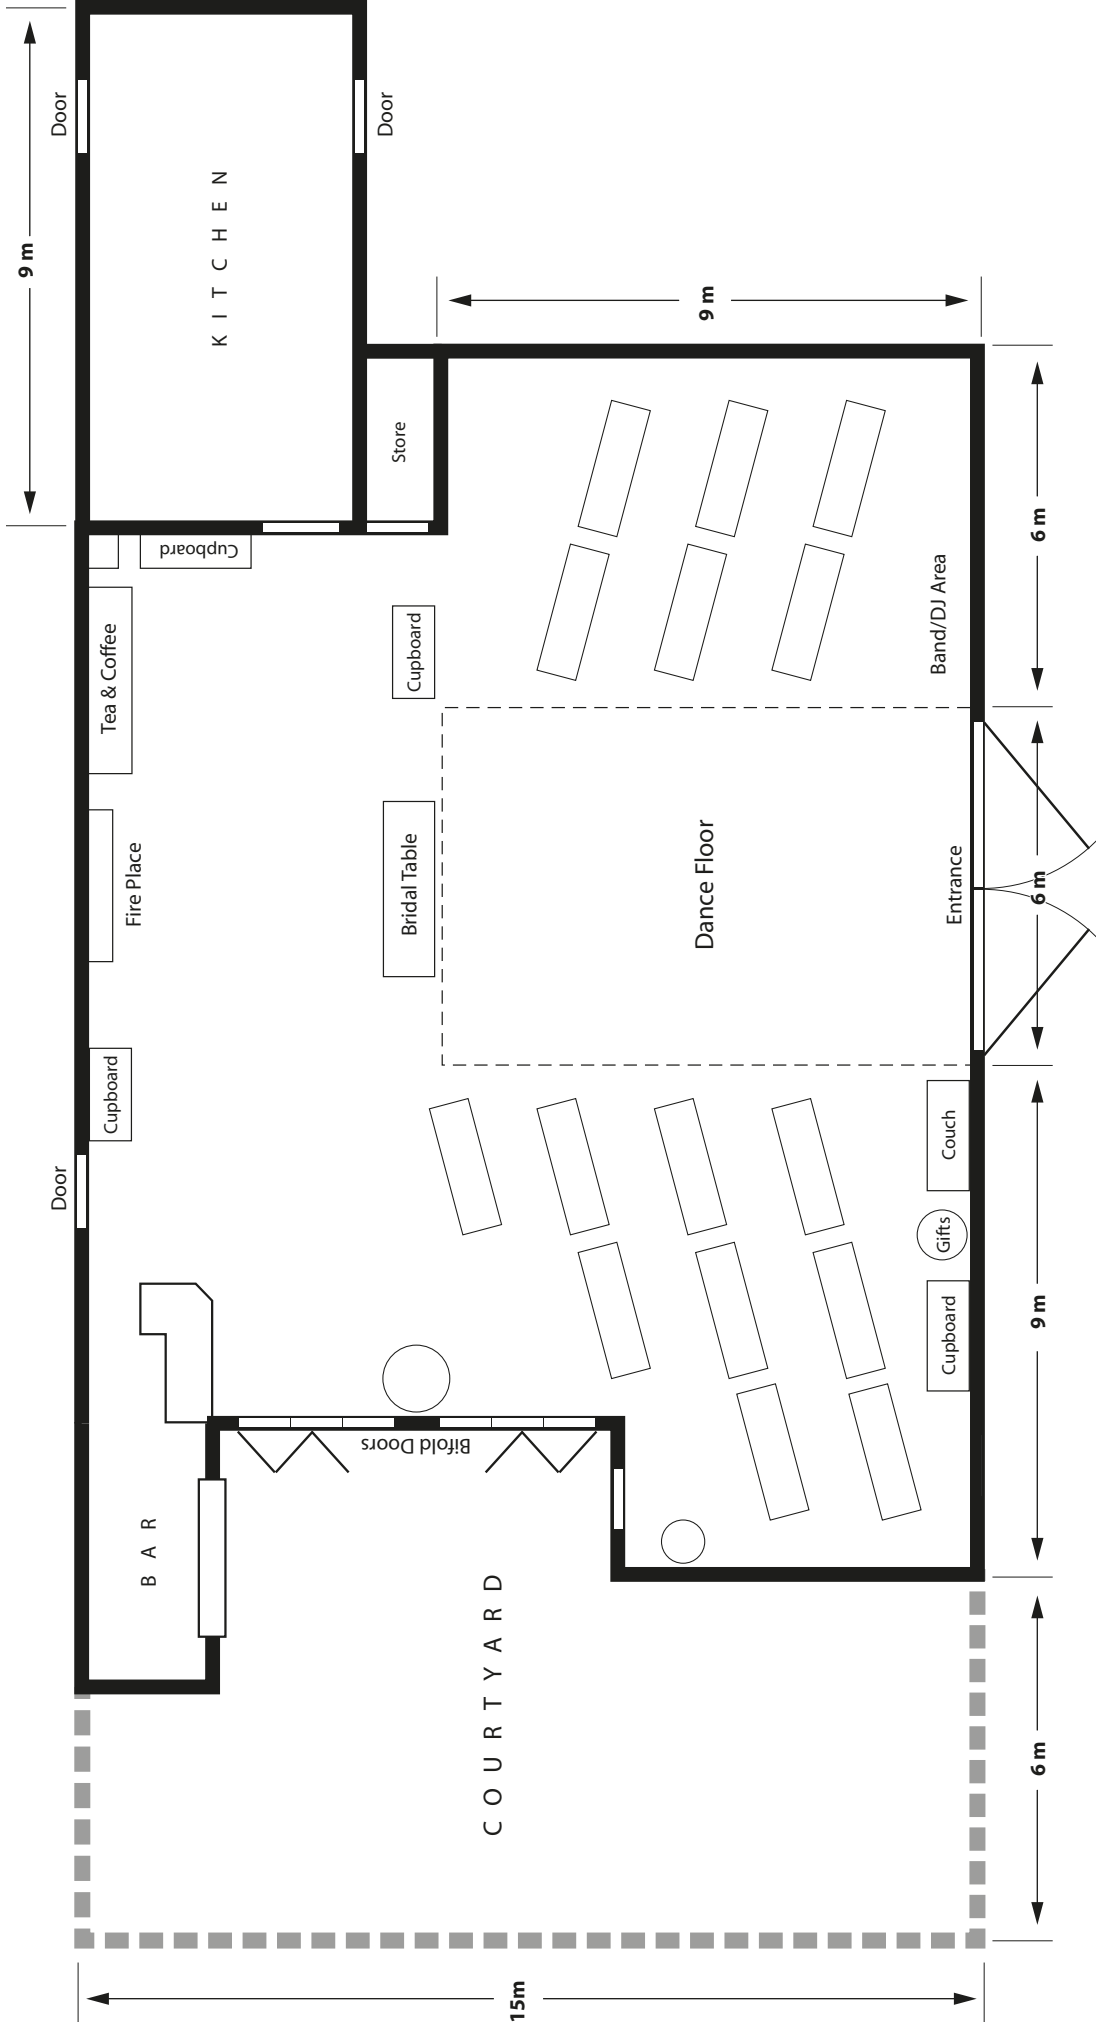 Door
Door
9 m
KITCHEN
9 m
Store
Cupboard
Tea & Coffee
Cupboard
6 m
Band/DJ Area
Fire Place
Bridal Table
Dance Floor
Entrance
6 m
Cupboard
Door
Couch
Gifts
Cupboard
9 m
Bifold Doors
BAR
COURTYARD
6 m
15m